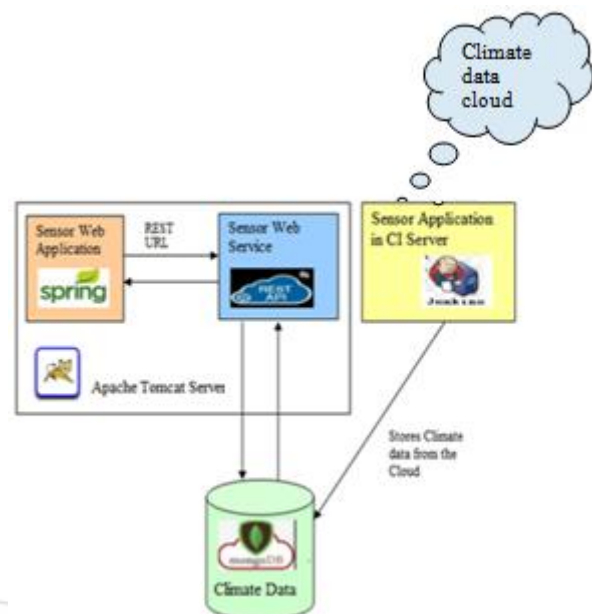 Climate
data
cloud
Sensor Web
Application
spring
REST
URL
Sensor Web
Service
REST
API
Sensor Application
in CI Server
Jenkins
Apache Tomcat Server
Stores Climate
data from the
Cloud
mongoDB
Climate Data